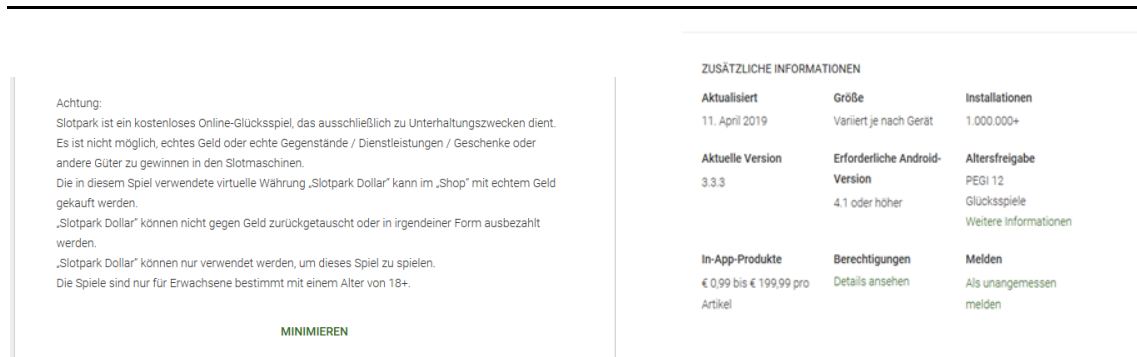 Achtung:
Slotpark ist ein kostenloses Online-Glücksspiel, das ausschließlich zu Unterhaltungszwecken dient.
Es ist nicht möglich, echtes Geld oder echte Gegenstände / Dienstleistungen / Geschenke oder
andere Güter zu gewinnen in den Slotmaschinen.
Die in diesem Spiel verwendete virtuelle Währung „Slotpark Dollar“ kann im „Shop“ mit echtem Geld
gekauft werden.
„Slotpark Dollar“ können nicht gegen Geld zurückgetauscht oder in irgendeiner Form ausbezahlt
werden.
„Slotpark Dollar“ können nur verwendet werden, um dieses Spiel zu spielen.
Die Spiele sind nur für Erwachsene bestimmt mit einem Alter von 18+.
MINIMIEREN
ZUSÄTZLICHE INFORMATIONEN
Aktualisiert
11. April 2019
Größe
Variiert je nach Gerät
Installationen
1.000.000+
Aktuelle Version
3.3.3
Erforderliche Android-
Version
4.1 oder höher
Altersfreigabe
PEGI 12
Glücksspiele
Weitere Informationen
In-App-Produkte
€ 0,99 bis € 199,99 pro
Artikel
Berechtigungen
Details ansehen
Melden
Als unangemessen
melden